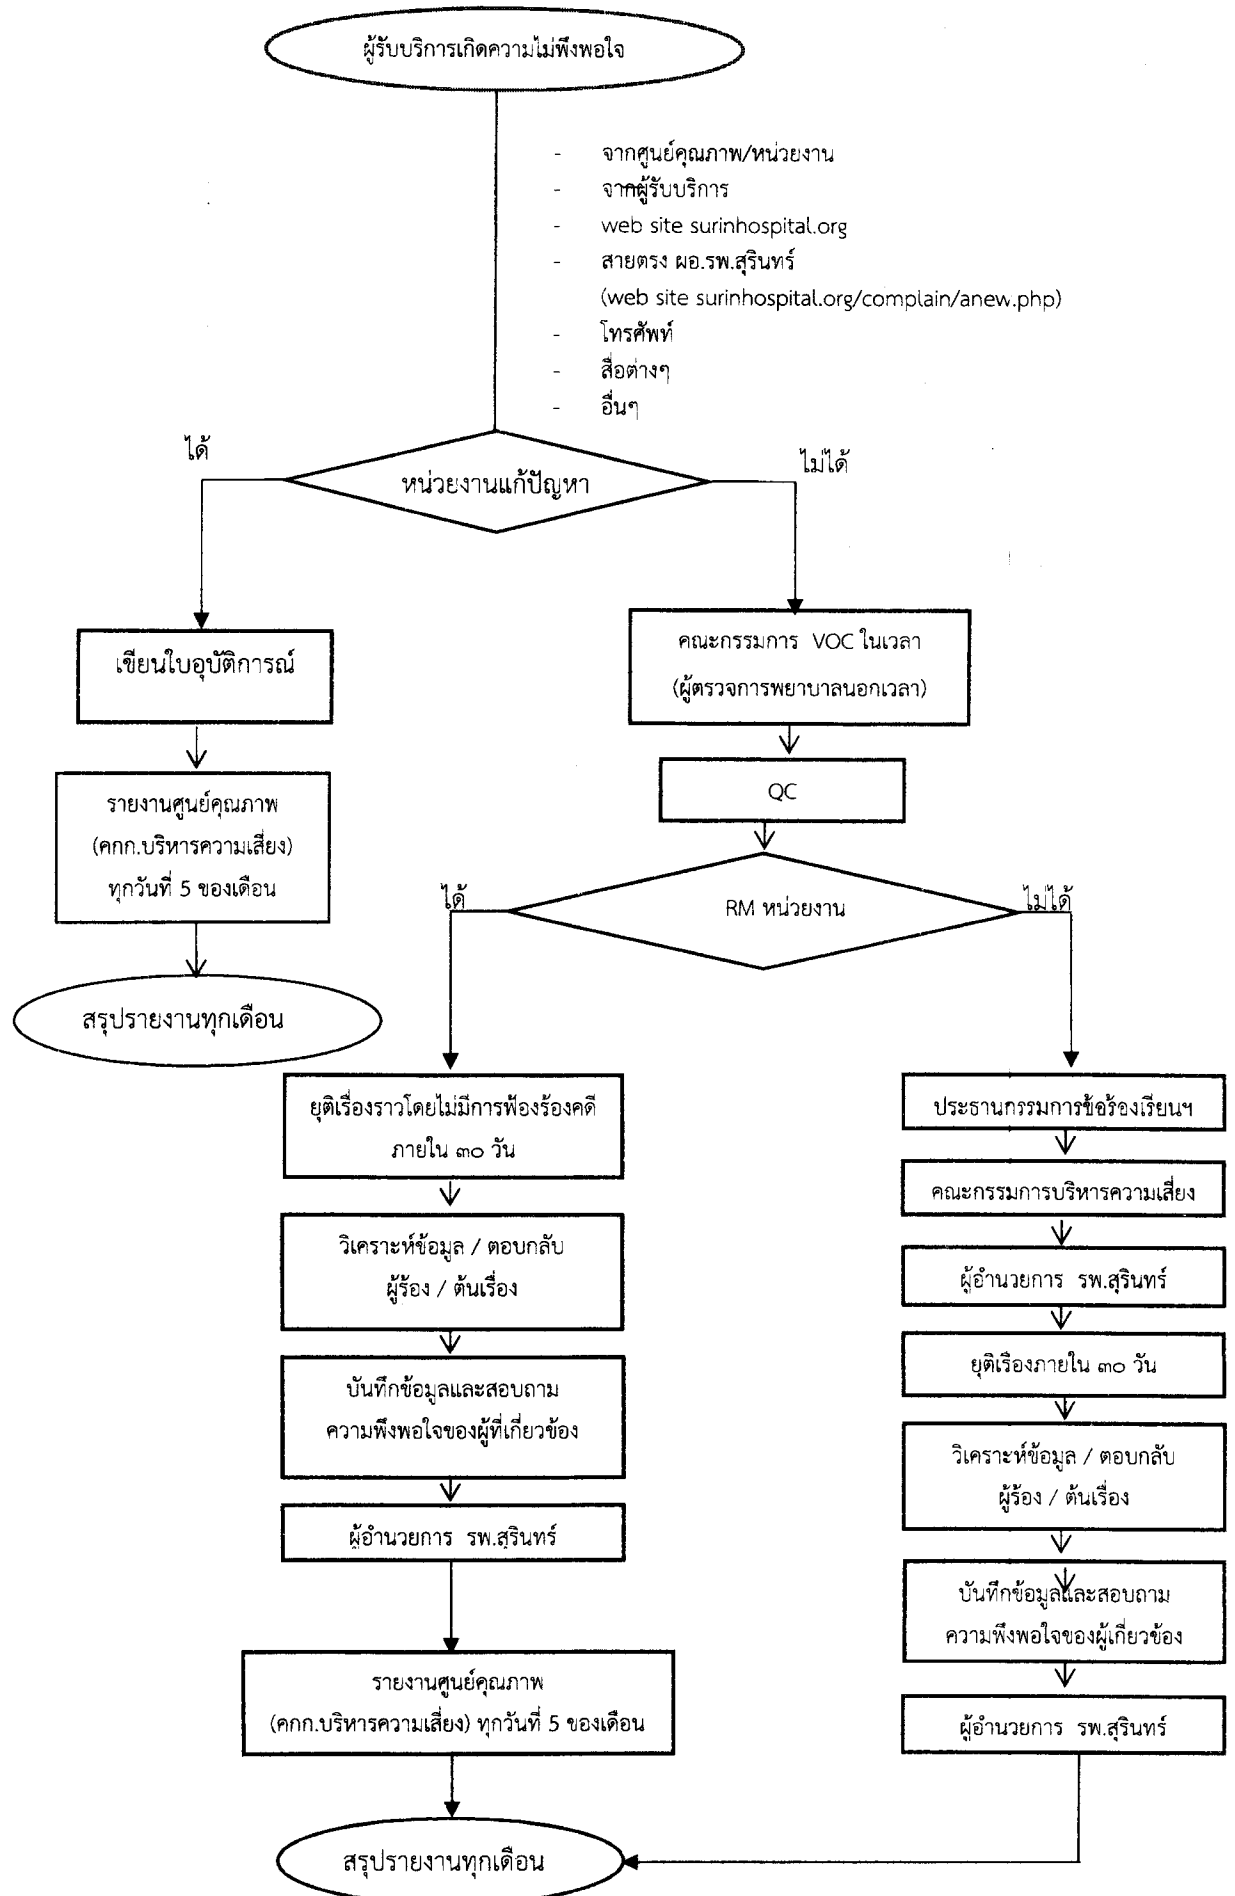 ผู้รับบริการเกิดความไม่พึงพอใจ
- จากศูนย์คุณภาพ/หน่วยงาน
- จากผู้รับบริการ
- web site surinhospital.org
- สายตรง ผอ.รพ.สุรินทร์
(web site surinhospital.org/complain/anew.php)
- โทรศัพท์
- สื่อต่างๆ
- อื่นๆ
ได้
ไม่ได้
หน่วยงานแก้ปัญหา
เขียนใบอุบัติการณ์
รายงานศูนย์คุณภาพ
(คกก.บริหารความเสี่ยง)
ทุกวันที่ 5 ของเดือน
สรุปรายงานทุกเดือน
คณะกรรมการ VOC ในเวลา
(ผู้ตรวจการพยาบาลนอกเวลา)
QC
ได้
ไม่ได้
RM หน่วยงาน
ยุติเรื่องราวโดยไม่มีการฟ้องร้องคดี
ภายใน ๓๐ วัน
วิเคราะห์ข้อมูล / ตอบกลับ
ผู้ร้อง / ต้นเรื่อง
บันทึกข้อมูลและสอบถาม
ความพึงพอใจของผู้ที่เกี่ยวข้อง
ผู้อำนวยการ รพ.สุรินทร์
รายงานศูนย์คุณภาพ
(คกก.บริหารความเสี่ยง) ทุกวันที่ 5 ของเดือน
สรุปรายงานทุกเดือน
ประธานกรรมการข้อร้องเรียนฯ
คณะกรรมการบริหารความเสี่ยง
ผู้อำนวยการ รพ.สุรินทร์
ยุติเรื่องภายใน ๓๐ วัน
วิเคราะห์ข้อมูล / ตอบกลับ
ผู้ร้อง / ต้นเรื่อง
บันทึกข้อมูลและสอบถาม
ความพึงพอใจของผู้เกี่ยวข้อง
ผู้อำนวยการ รพ.สุรินทร์